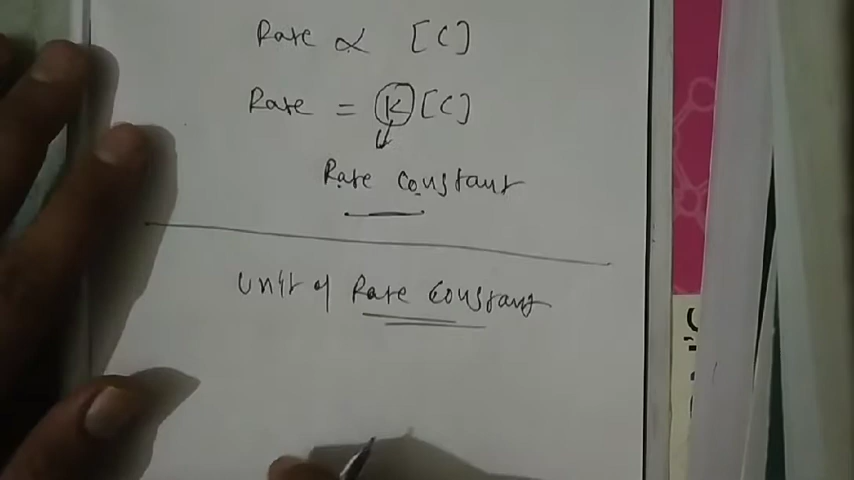 Rate ∝ [C]
Rate = K [C]
Rate Constant
Unit of Rate Constant